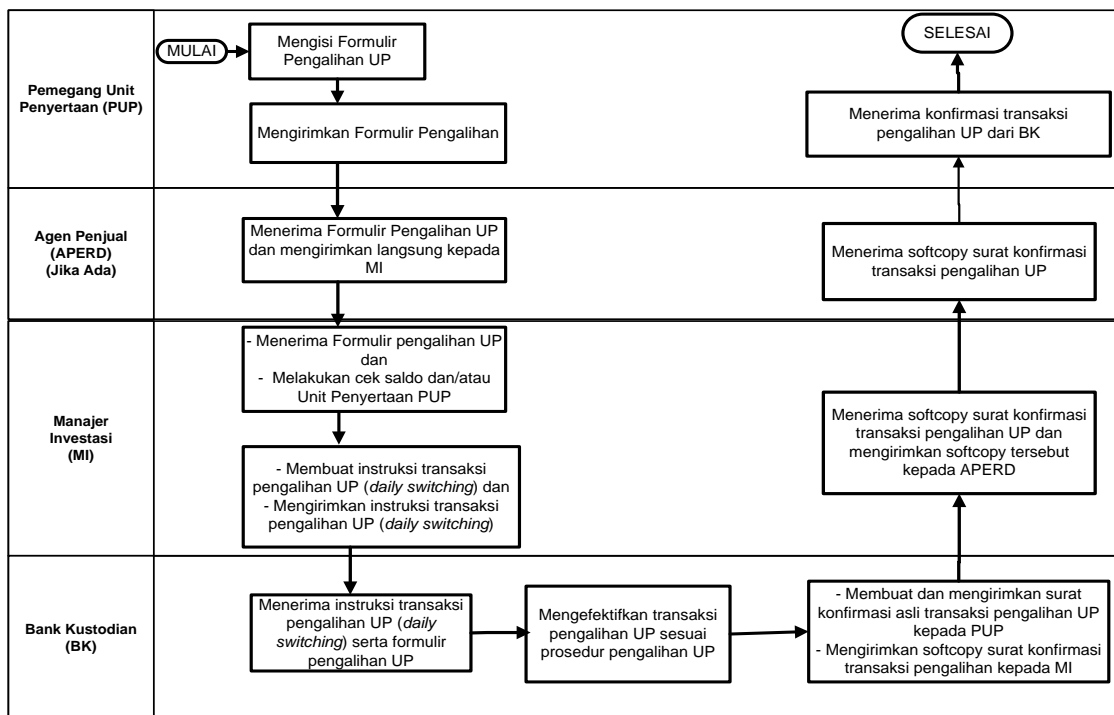 Pemegang Unit
Penyertaan (PUP)
MULAI
Mengisi Formulir
Pengalihan UP
Mengirimkan Formulir Pengalihan
SELESAI
Menerima konfirmasi transaksi
pengalihan UP dari BK
Agen Penjual
(APERD)
(Jika Ada)
Menerima Formulir Pengalihan UP
dan mengirimkan langsung kepada
MI
Menerima softcopy surat konfirmasi
transaksi pengalihan UP
Manajer
Investasi
(MI)
- Menerima Formulir pengalihan UP
dan
- Melakukan cek saldo dan/atau
Unit Penyertaan PUP
- Membuat instruksi transaksi
pengalihan UP (daily switching) dan
- Mengirimkan instruksi transaksi
pengalihan UP (daily switching)
Menerima softcopy surat konfirmasi
transaksi pengalihan UP dan
mengirimkan softcopy tersebut
kepada APERD
Bank Kustodian
(BK)
Menerima instruksi transaksi
pengalihan UP (daily
switching) serta formulir
pengalihan UP
Mengefektifkan transaksi
pengalihan UP sesuai
prosedur pengalihan UP
- Membuat dan mengirimkan surat
konfirmasi asli transaksi pengalihan UP
kepada PUP
- Mengirimkan softcopy surat konfirmasi
transaksi pengalihan kepada MI